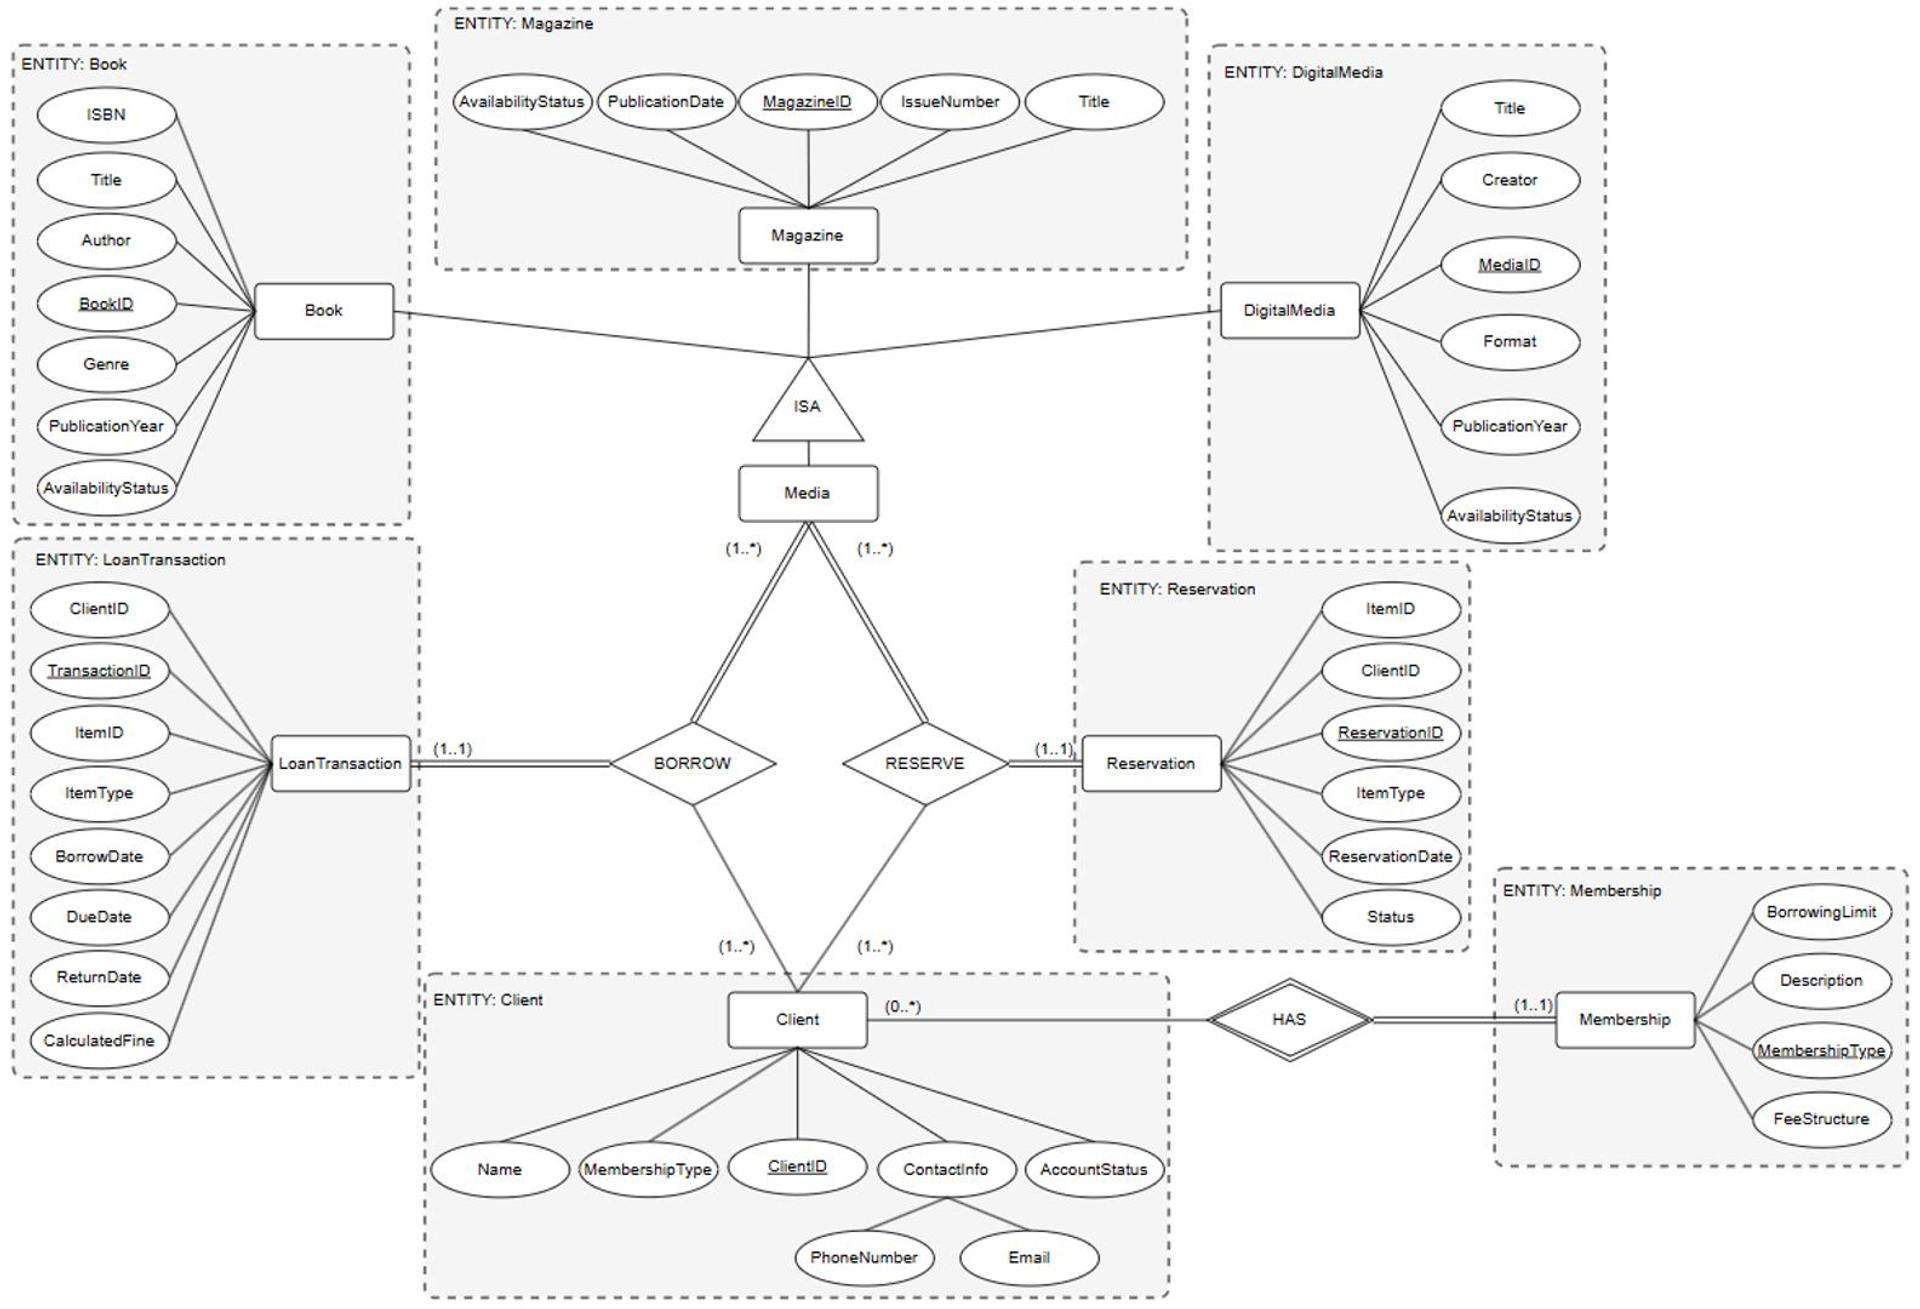 ENTITY: Magazine
AvailabilityStatus
PublicationDate
MagazineID
IssueNumber
Title
Magazine
ENTITY: Book
ISBN
Title
Author
BookID
Genre
PublicationYear
AvailabilityStatus
Book
ENTITY: DigitalMedia
Title
Creator
MediaID
Format
PublicationYear
AvailabilityStatus
DigitalMedia
ISA
Media
(1..*)
(1..*)
ENTITY: LoanTransaction
ClientID
TransactionID
ItemID
ItemType
BorrowDate
DueDate
ReturnDate
CalculatedFine
LoanTransaction
(1..1)
BORROW
RESERVE
(1..1)
ENTITY: Reservation
ItemID
ClientID
ReservationID
ItemType
ReservationDate
Status
Reservation
(1..*)
(1..*)
ENTITY: Client
Client
(0..*)
HAS
(1..1)
ENTITY: Membership
BorrowingLimit
Description
MembershipType
FeeStructure
Membership
Name
MembershipType
ClientID
ContactInfo
AccountStatus
PhoneNumber
Email